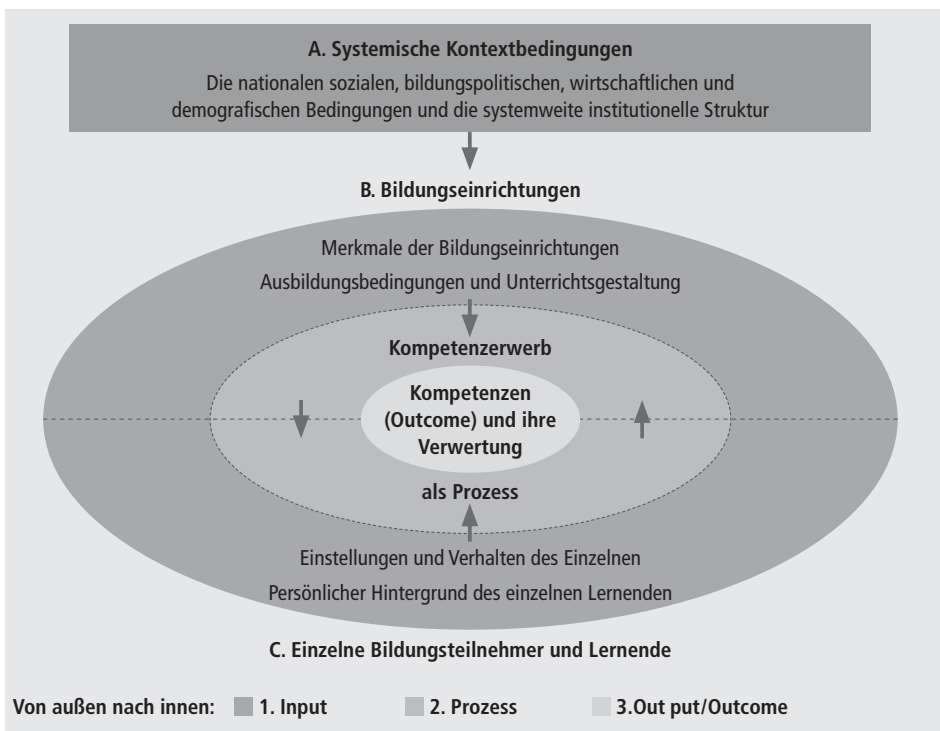 A. Systemische Kontextbedingungen
Die nationalen sozialen, bildungspolitischen, wirtschaftlichen und
demografischen Bedingungen und die systemweite institutionelle Struktur
B. Bildungseinrichtungen
Merkmale der Bildungseinrichtungen
Ausbildungsbedingungen und Unterrichtsgestaltung
Kompetenzerwerb
Kompetenzen
(Outcome) und ihre
Verwertung
als Prozess
Einstellungen und Verhalten des Einzelnen
Persönlicher Hintergrund des einzelnen Lernenden
C. Einzelne Bildungsteilnehmer und Lernende
Von außen nach innen: 1. Input 2. Prozess 3.Out put/Outcome